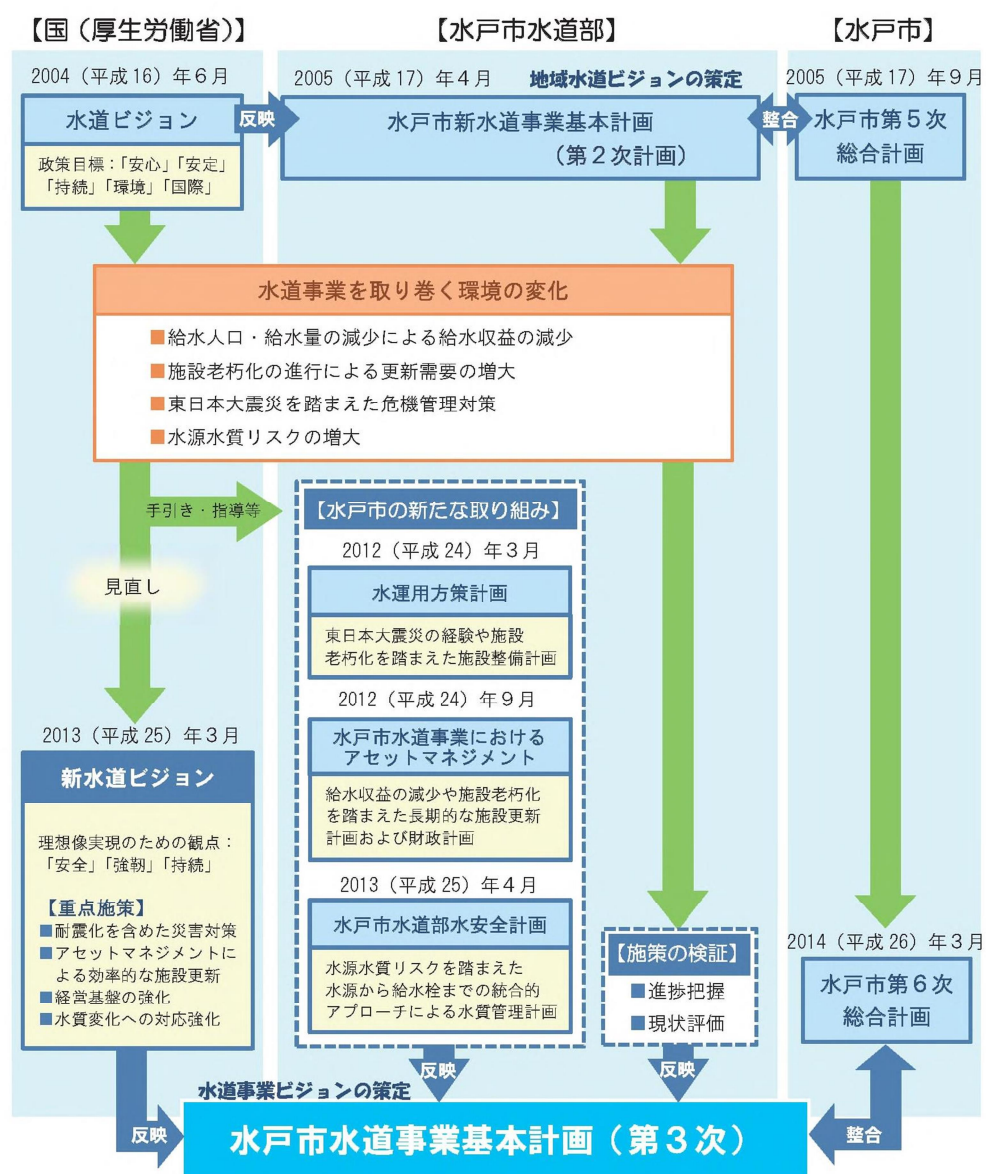 【国(厚生労働省)】
【水戸市水道部】
【水戸市】
2004(平成16)年6月
水道ビジョン
政策目標:「安心」「安定」
「持続」「環境」「国際」
反映
2005(平成17)年4月
地域水道ビジョンの策定
水戸市新水道事業基本計画
(第2次計画)
整合
2005(平成17)年9月
水戸市第5次
総合計画
水道事業を取り巻く環境の変化
■給水人口・給水量の減少による給水収益の減少
■施設老朽化の進行による更新需要の増大
■東日本大震災を踏まえた危機管理対策
■水源水質リスクの増大
手引き・指導等
見直し
【水戸市の新たな取り組み】
2012(平成24)年3月
水運用方策計画
東日本大震災の経験や施設
老朽化を踏まえた施設整備計画
2012(平成24)年9月
水戸市水道事業における
アセットマネジメント
給水収益の減少や施設老朽化
を踏まえた長期的な施設更新
計画および財政計画
2013(平成25)年4月
水戸市水道部水安全計画
水源水質リスクを踏まえた
水源から給水栓までの統合的
アプローチによる水質管理計画
2013(平成25)年3月
新水道ビジョン
理想像実現のための観点:
「安全」「強靭」「持続」
【重点施策】
■耐震化を含めた災害対策
■アセットマネジメントに
よる効率的な施設更新
■経営基盤の強化
■水質変化への対応強化
【施策の検証】
■進捗把握
■現状評価
2014(平成26)年3月
水戸市第6次
総合計画
反映
反映
水道事業ビジョンの策定
反映
水戸市水道事業基本計画(第3次)
整合